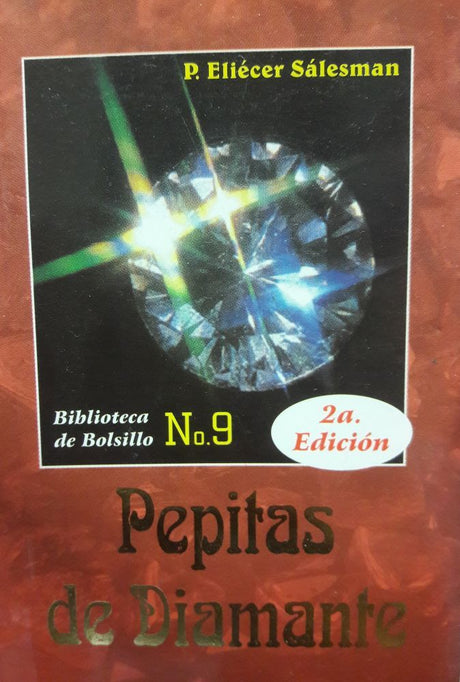 P. Eliécer Sálesman
Biblioteca
de Bolsillo No.9
2a.
Edición
Pepitas
de Diamante